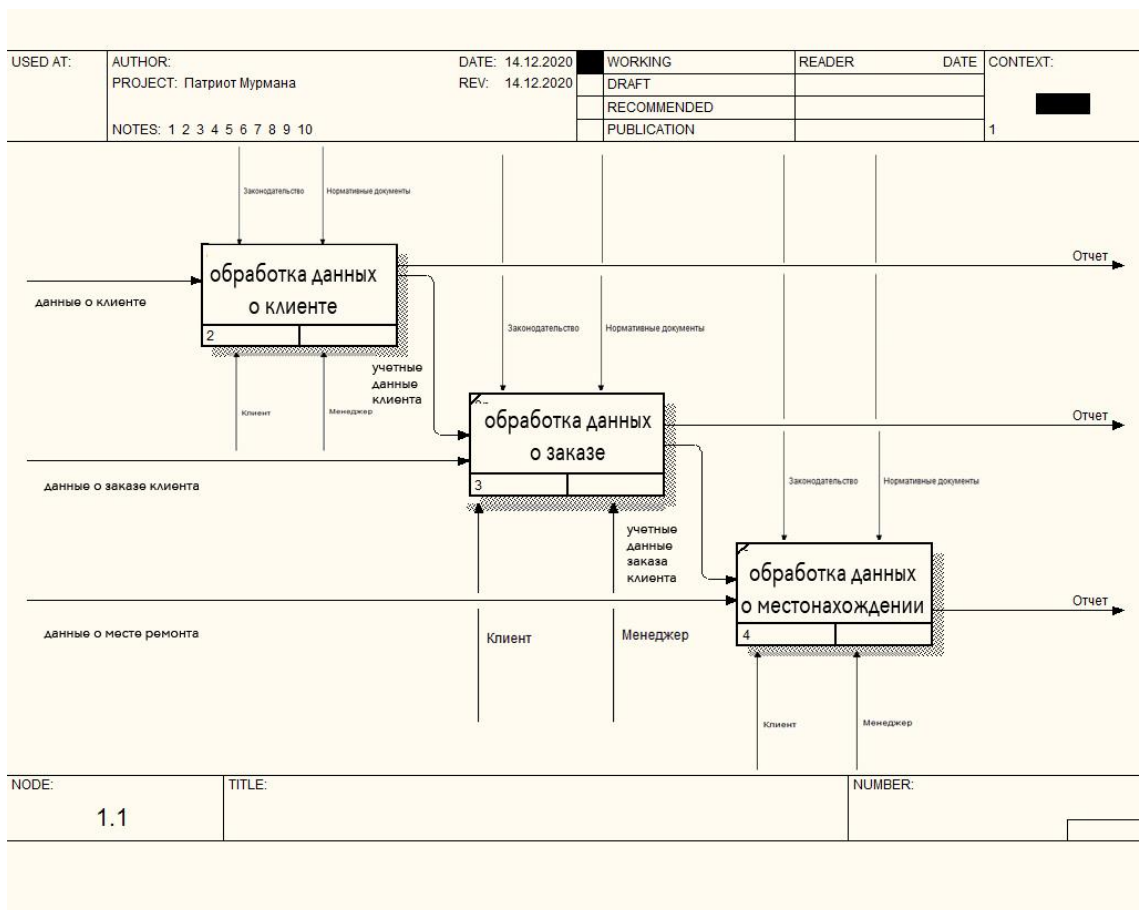 USED AT:
AUTHOR:
DATE: 14.12.2020
WORKING
READER
DATE
CONTEXT:
PROJECT: Патриот Мурмана
REV: 14.12.2020
DRAFT
RECOMMENDED
NOTES: 1 2 3 4 5 6 7 8 9 10
PUBLICATION
1
Законодательство
Нормативные документы
Отчет
обработка данных
о клиенте
данные о клиенте
2
Законодательство
Нормативные документы
учетные
данные
клиента
Клиент
Менеджер
Отчет
обработка данных
о заказе
данные о заказе клиента
3
Законодательство
Нормативные документы
учетные
данные
заказа
клиента
обработка данных
о местонахождении
Отчет
данные о месте ремонта
Клиент
Менеджер
4
Клиент
Менеджер
NODE:
TITLE:
NUMBER:
1.1